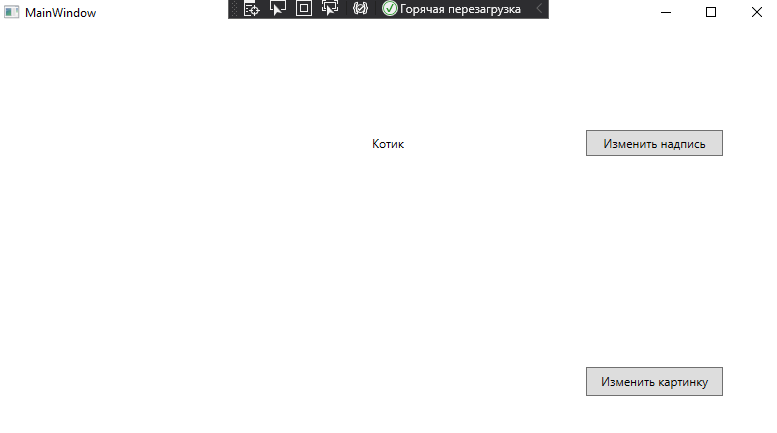 MainWindow
Горячая перезагрузка
Котик
Изменить надпись
Изменить картинку